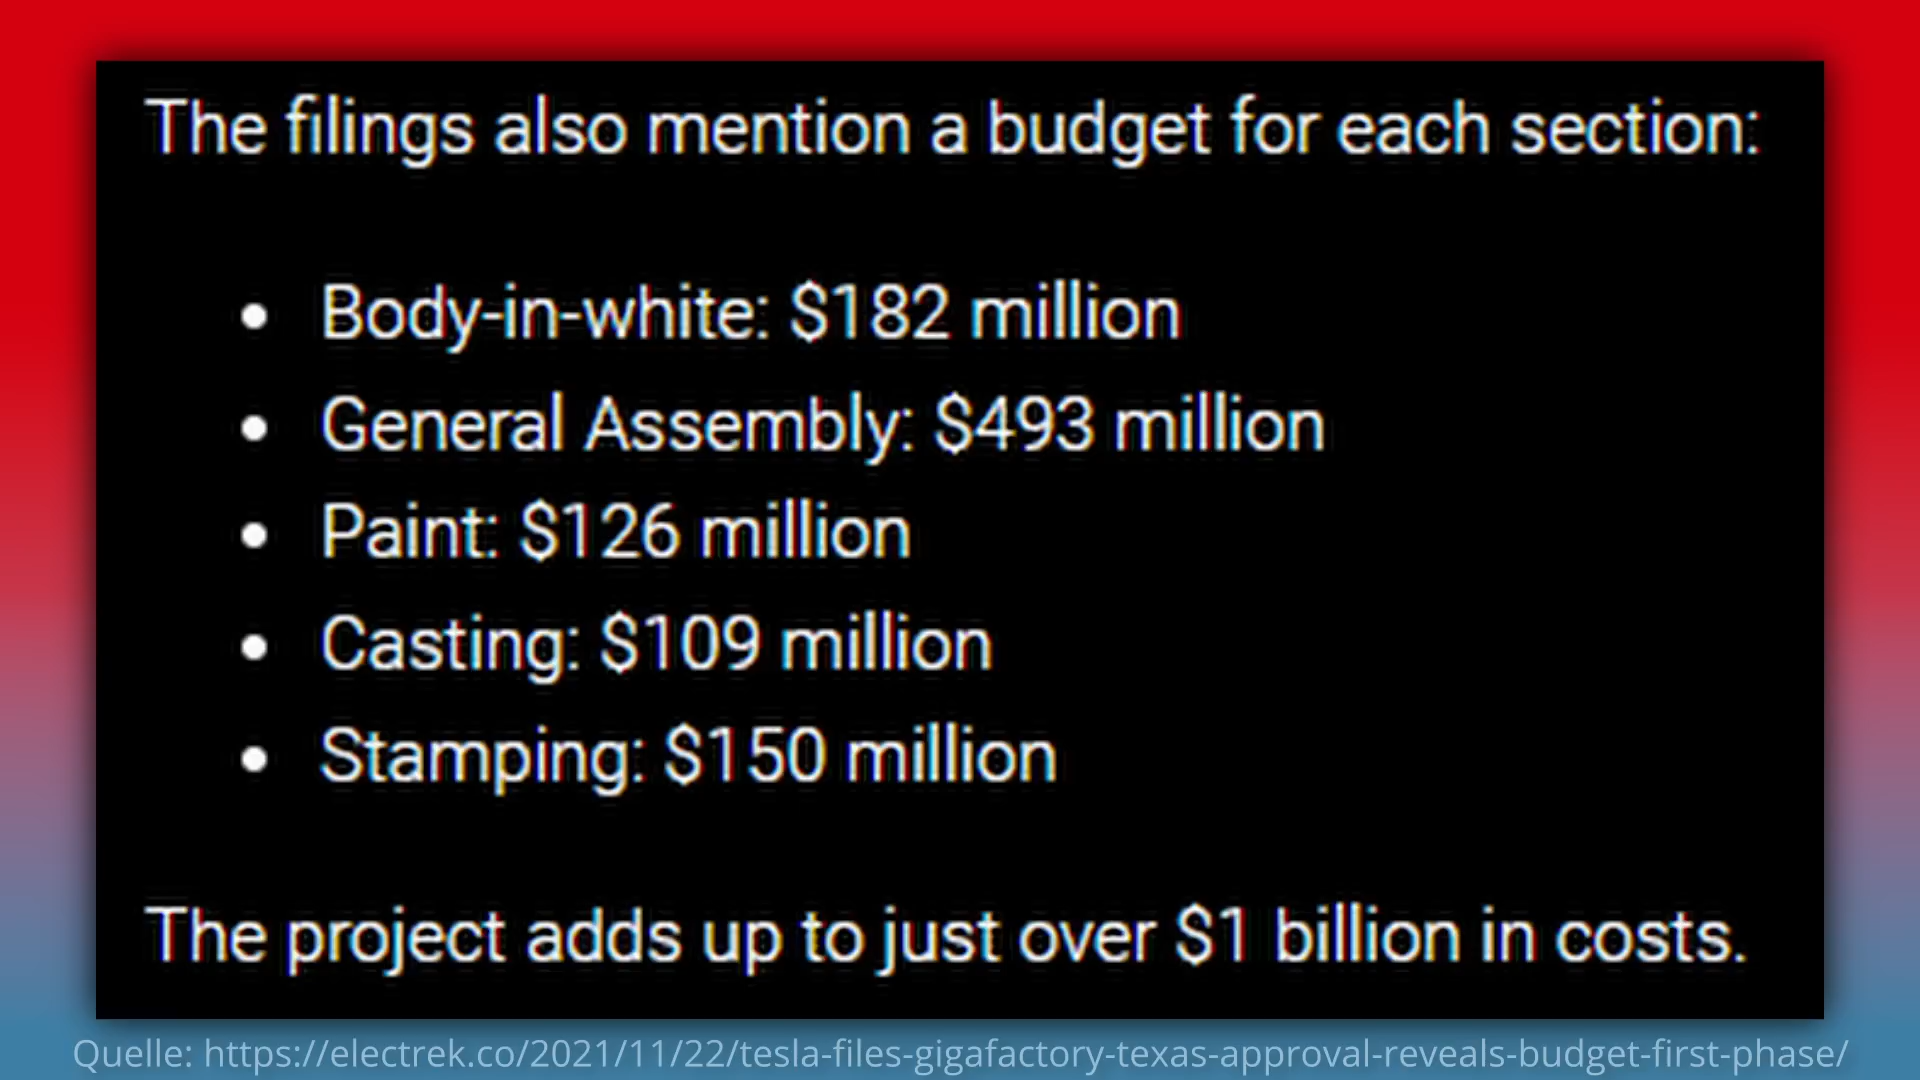 The filings also mention a budget for each section:
• Body-in-white: $182 million
• General Assembly: $493 million
• Paint: $126 million
• Casting: $109 million
• Stamping: $150 million
The project adds up to just over $1 billion in costs.
Quelle: https://electrek.co/2021/11/22/tesla-files-gigafactory-texas-approval-reveals-budget-first-phase/